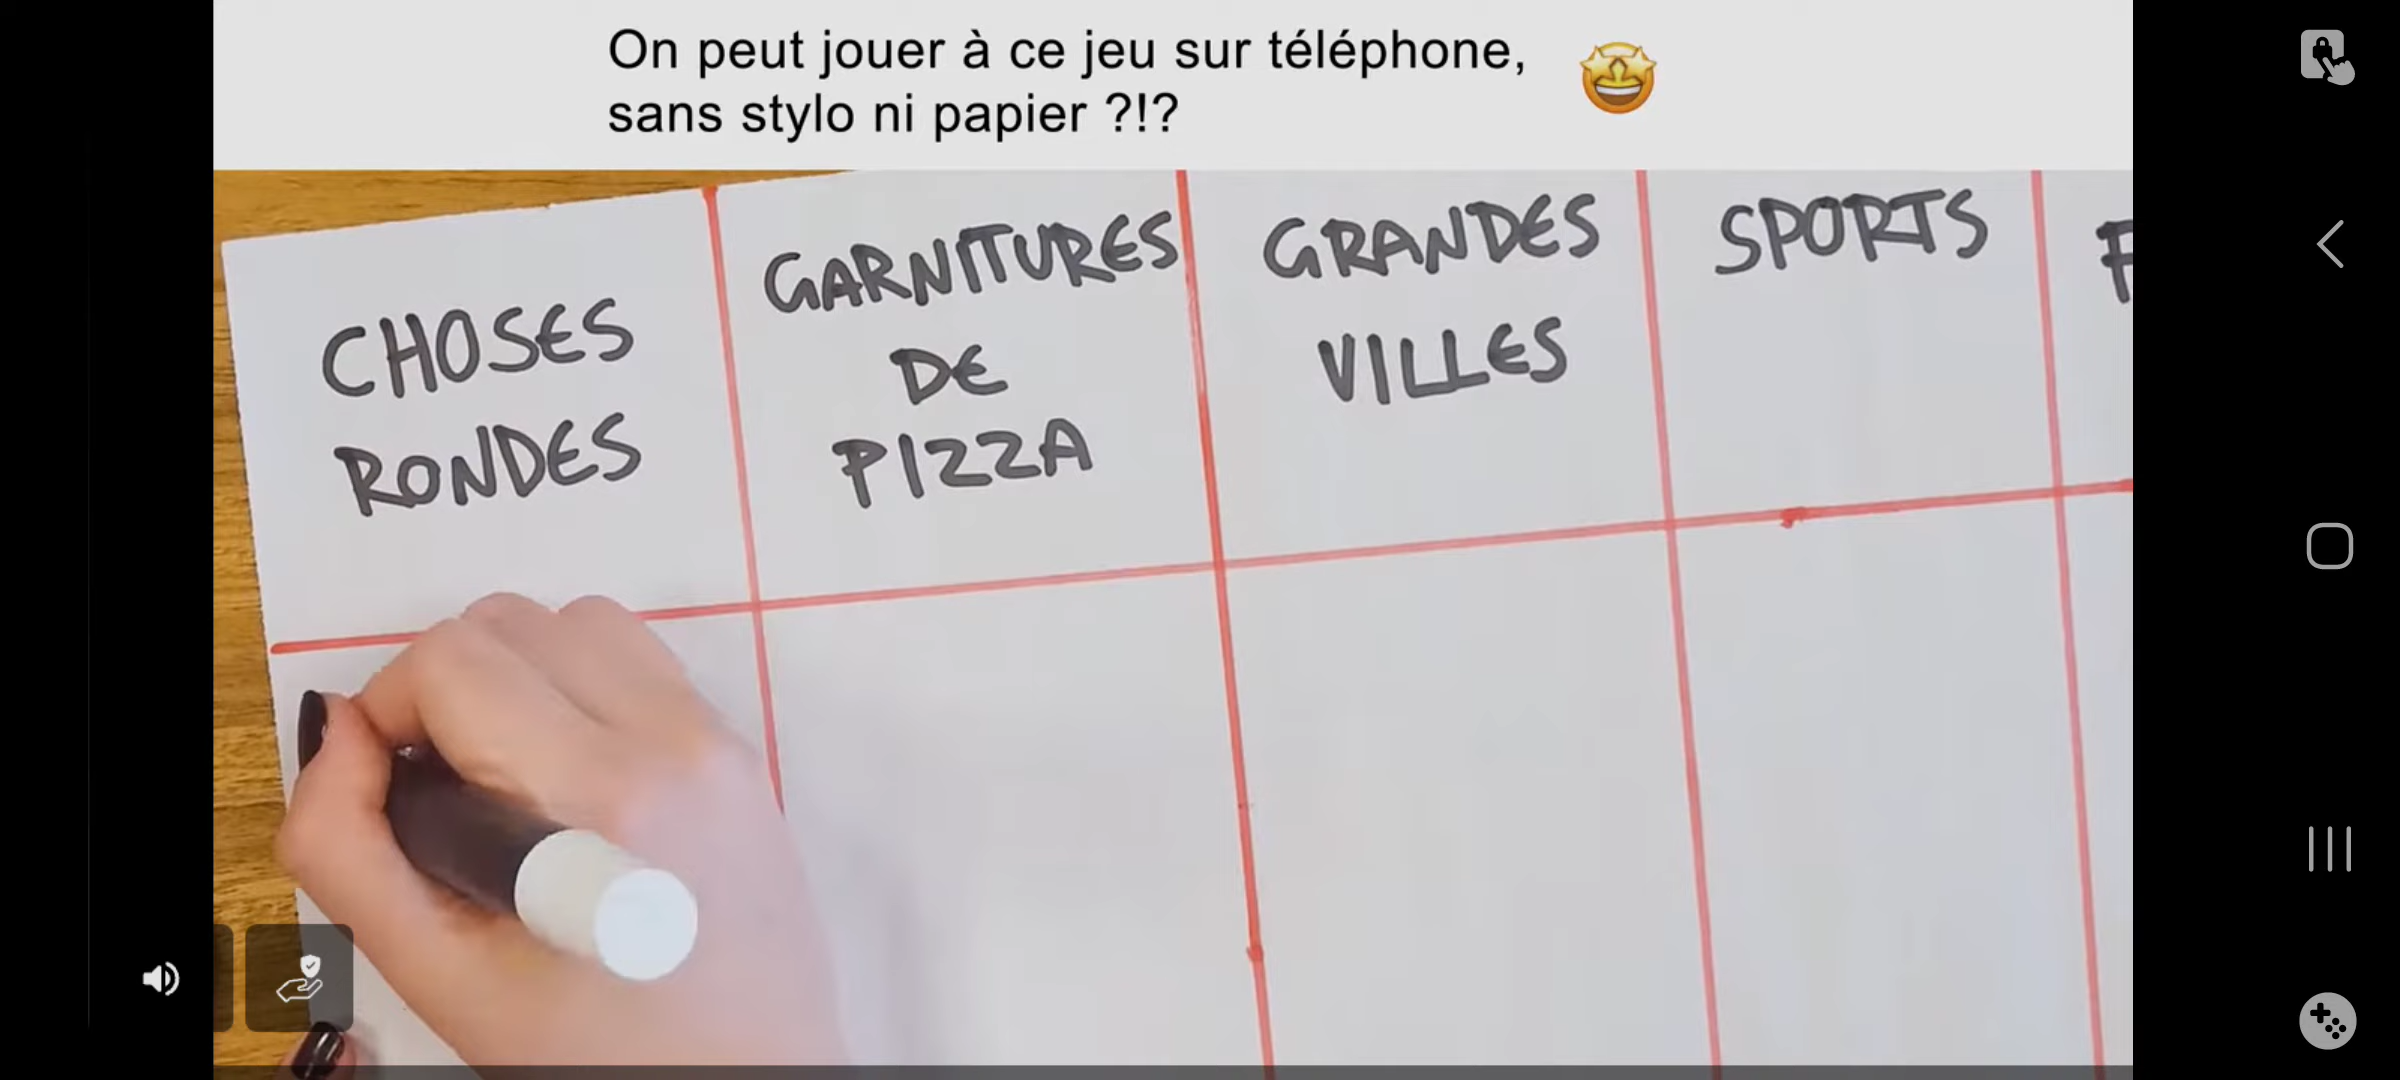 On peut jouer à ce jeu sur téléphone,
sans stylo ni papier ?!?
CHOSES
RONDES
GARNITURES
DE
PIZZA
GRANDES
VILLES
SPORTS